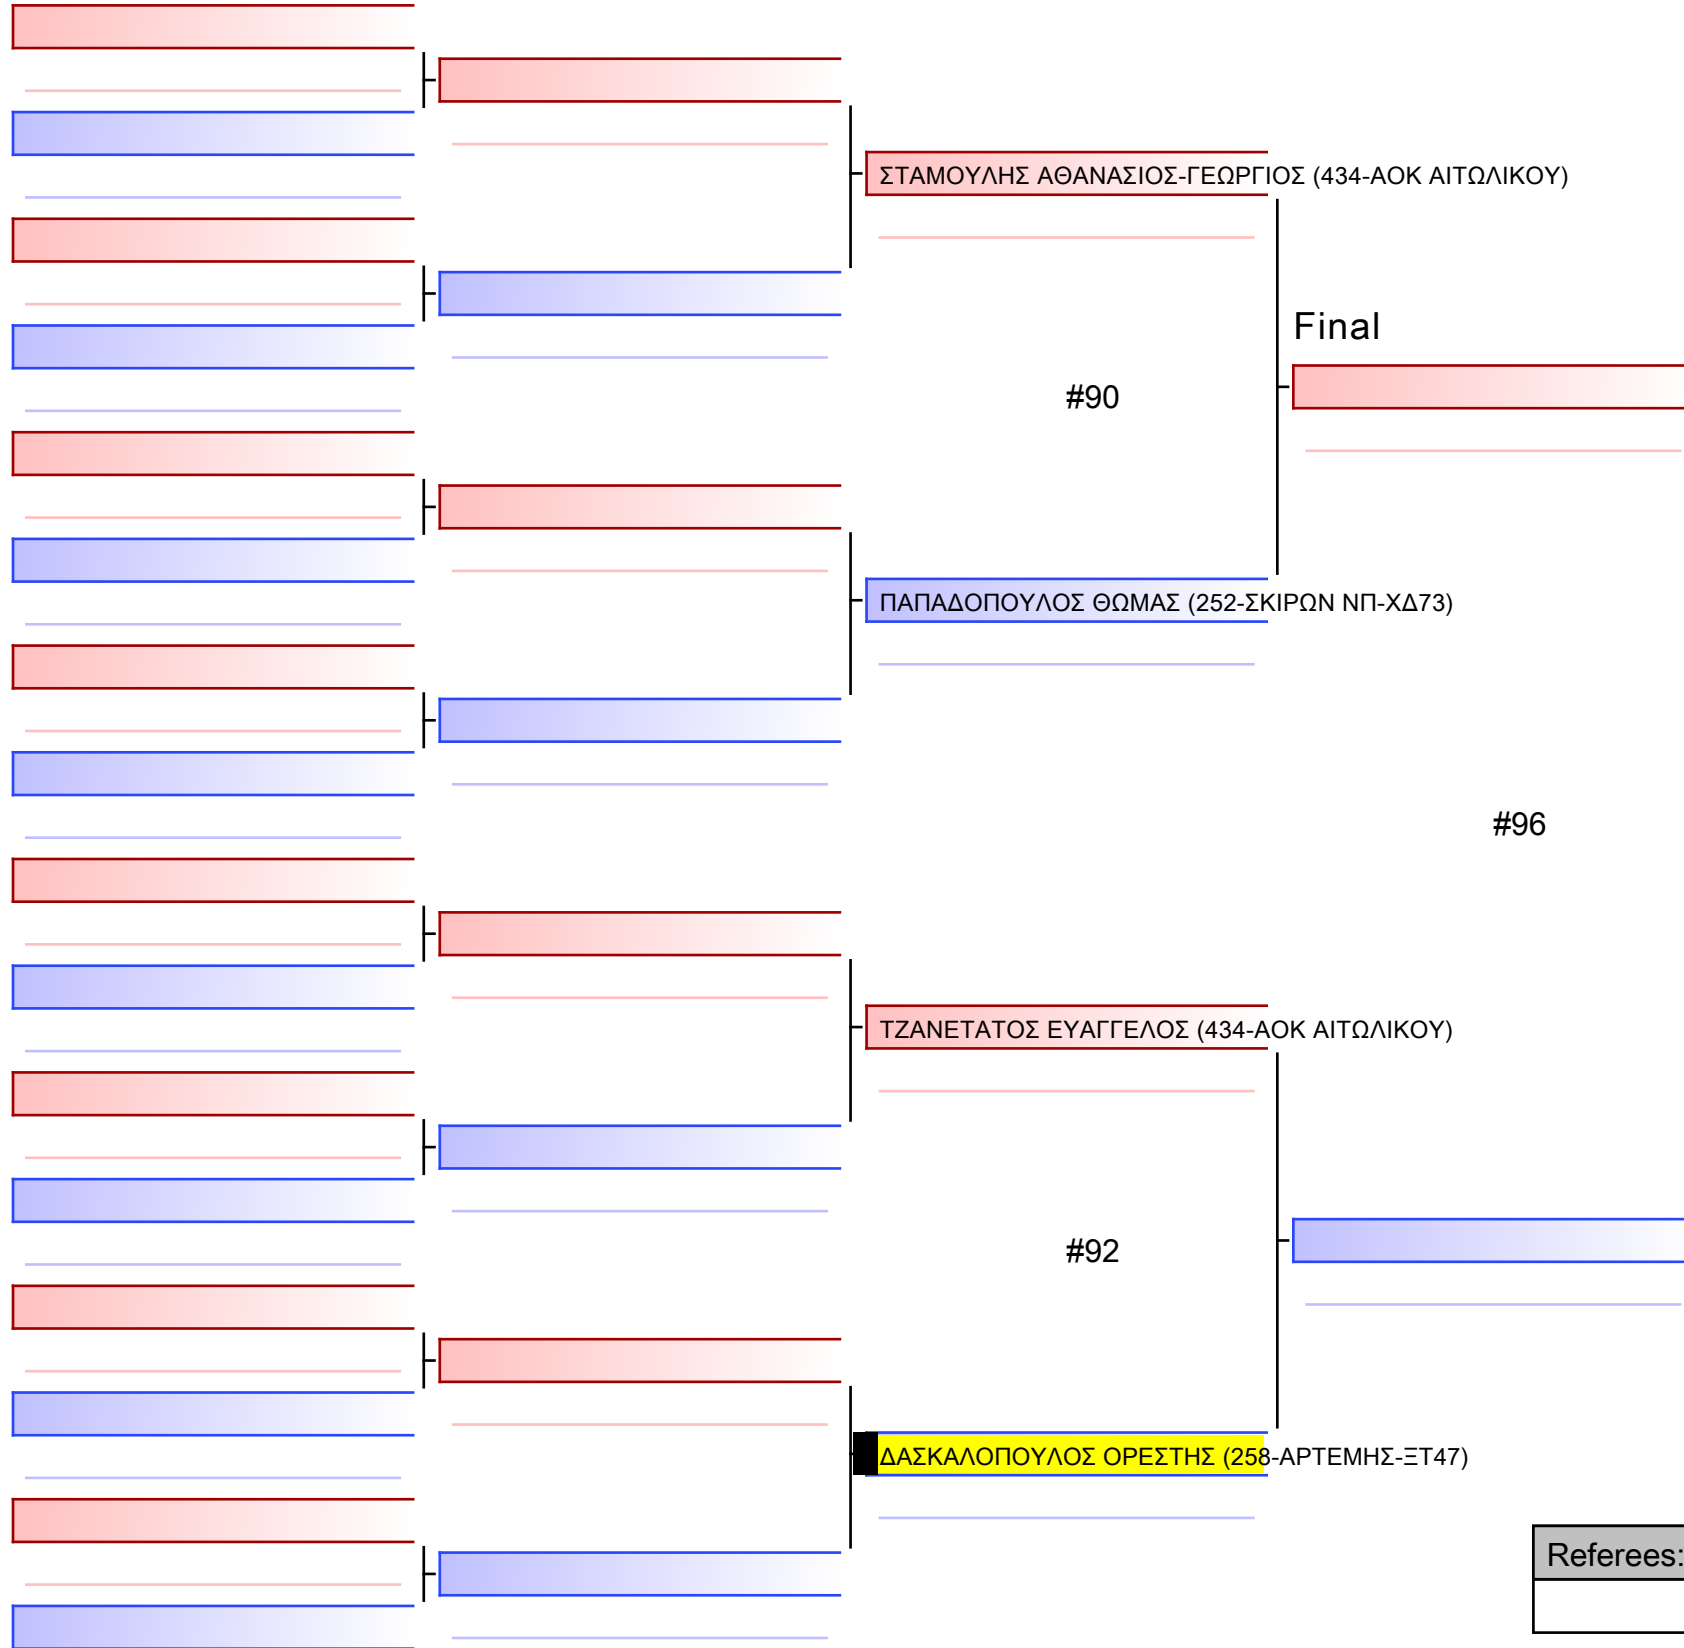 ΣΤΑΜΟΥΛΗΣ ΑΘΑΝΑΣΙΟΣ-ΓΕΩΡΓΙΟΣ (434-ΑΟΚ ΑΙΤΩΛΙΚΟΥ)
Final
#90
ΠΑΠΑΔΟΠΟΥΛΟΣ ΘΩΜΑΣ (252-ΣΚΙΡΩΝ ΝΠ-ΧΔ73)
#96
ΤΖΑΝΕΤΑΤΟΣ ΕΥΑΓΓΕΛΟΣ (434-ΑΟΚ ΑΙΤΩΛΙΚΟΥ)
#92
ΔΑΣΚΑΛΟΠΟΥΛΟΣ ΟΡΕΣΤΗΣ (258-ΑΡΤΕΜΗΣ-ΞΤ47)
Referees: